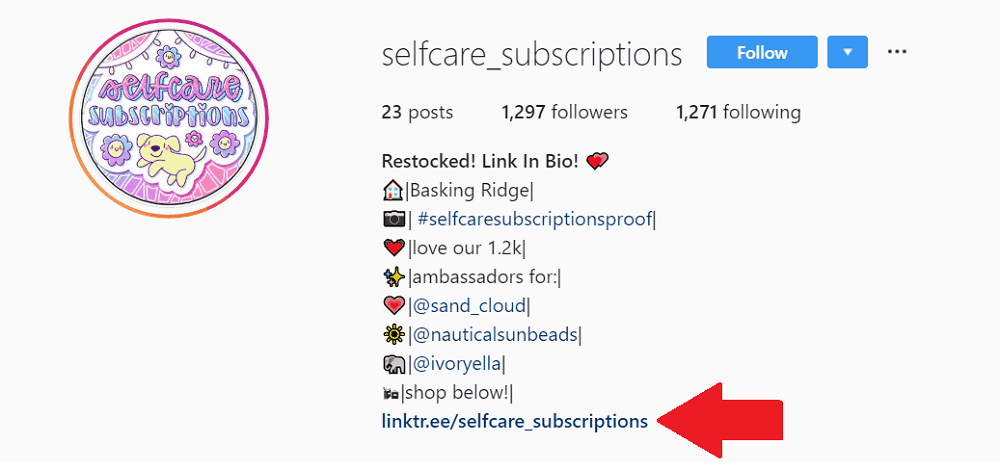 selfcare
subscriptions
selfcare_subscriptions Follow
23 posts 1,297 followers 1,271 following
Restocked! Link In Bio! 💕
🏠|Basking Ridge|
📷| #selfcaresubscriptionsproof|
❤️|love our 1.2k|
✨|ambassadors for:|
💗|@sand_cloud|
☀️|@nauticalsunbeads|
🐘|@ivoryella|
|shop below!|
linktr.ee/selfcare_subscriptions